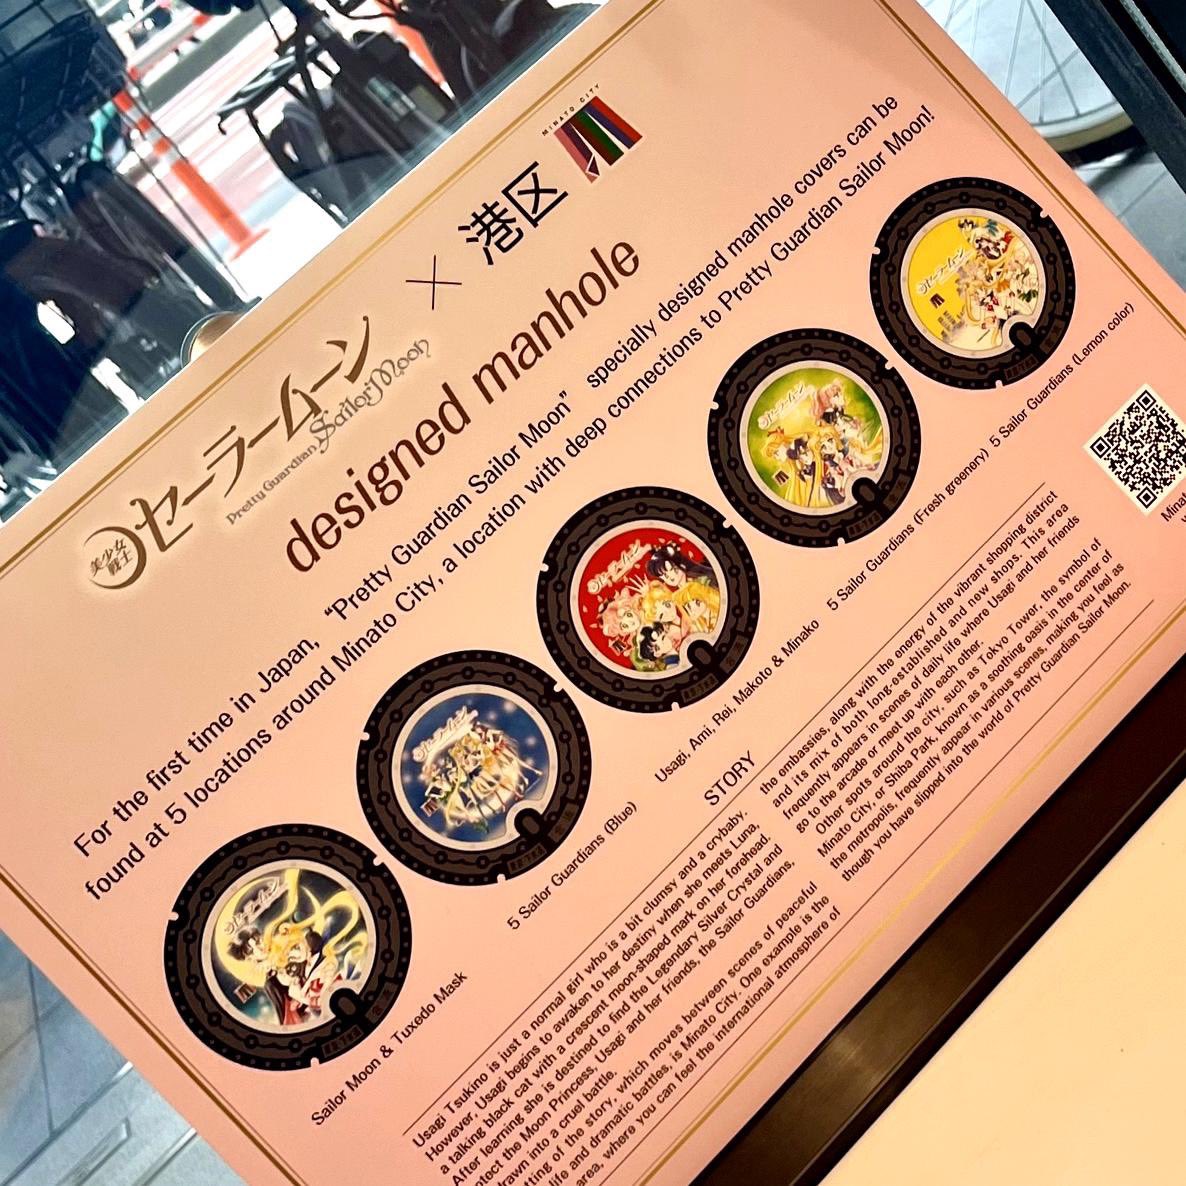 MINATO CITY
美少女
戦士
セーラームーン
Pretty Guardian Sailor Moon
×
港区
designed manhole
For the first time in Japan, “Pretty Guardian Sailor Moon” specially designed manhole covers can be
found at 5 locations around Minato City, a location with deep connections to Pretty Guardian Sailor Moon!
Sailor Moon & Tuxedo Mask
5 Sailor Guardians (Blue)
Usagi, Ami, Rei, Makoto & Minako
5 Sailor Guardians (Fresh greenery)
5 Sailor Guardians (Lemon color)
STORY
Usagi Tsukino is just a normal girl who is a bit clumsy and a crybaby.
However, Usagi begins to awaken to her destiny when she meets Luna,
a talking black cat with a crescent moon-shaped mark on her forehead.
After learning she is destined to find the Legendary Silver Crystal and
otect the Moon Princess, Usagi and her friends, the Sailor Guardians,
rawn into a cruel battle.
tting of the story, which moves between scenes of peaceful
life and dramatic battles, is Minato City. One example is the
area, where you can feel the international atmosphere of
the embassies, along with the energy of the vibrant shopping district
and its mix of both long-established and new shops. This area
frequently appears in scenes of daily life where Usagi and her friends
go to the arcade or meet up with each other.
Other spots around the city, such as Tokyo Tower, the symbol of
Minato City, or Shiba Park, known as a soothing oasis in the center of
the metropolis, frequently appear in various scenes, making you feel as
though you have slipped into the world of Pretty Guardian Sailor Moon.
Minat